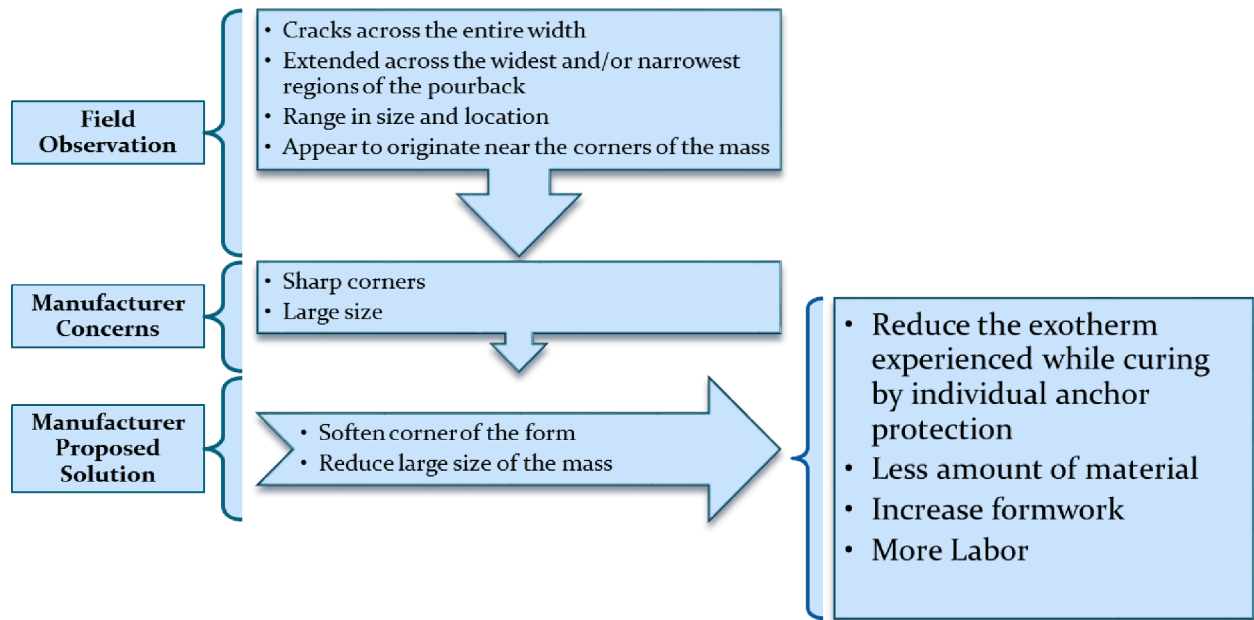 Field
Observation
• Cracks across the entire width
• Extended across the widest and/or narrowest
regions of the pourback
• Range in size and location
• Appear to originate near the corners of the mass
Manufacturer
Concerns
• Sharp corners
• Large size
Manufacturer
Proposed
Solution
• Soften corner of the form
• Reduce large size of the mass
• Reduce the exotherm
experienced while curing
by individual anchor
protection
• Less amount of material
• Increase formwork
• More Labor